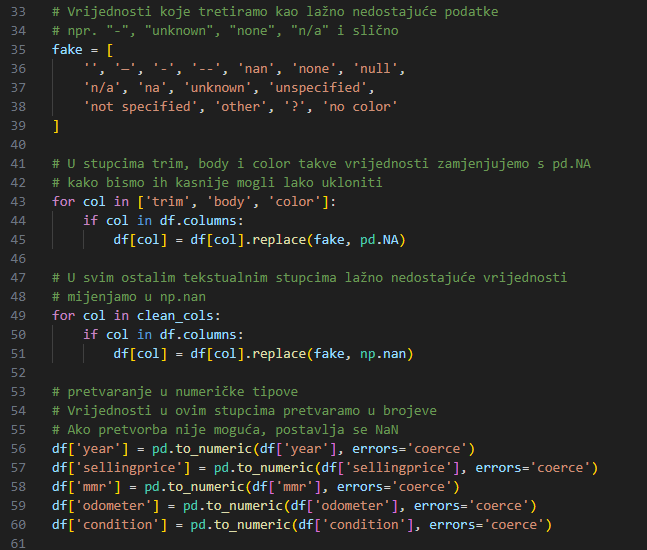 33 # Vrijednosti koje tretiramo kao lažno nedostajuće podatke
34 # npr. "-", "unknown", "none", "n/a" i slično
35 fake = [
36     '', '—', '-', '--', 'nan', 'none', 'null',
37     'n/a', 'na', 'unknown', 'unspecified',
38     'not specified', 'other', '?', 'no color'
39 ]
40
41 # U stupcima trim, body i color takve vrijednosti zamjenjujemo s pd.NA
42 # kako bismo ih kasnije mogli lako ukloniti
43 for col in ['trim', 'body', 'color']:
44     if col in df.columns:
45         df[col] = df[col].replace(fake, pd.NA)
46
47 # U svim ostalim tekstualnim stupcima lažno nedostajuće vrijednosti
48 # mijenjamo u np.nan
49 for col in clean_cols:
50     if col in df.columns:
51         df[col] = df[col].replace(fake, np.nan)
52
53 # pretvaranje u numeričke tipove
54 # Vrijednosti u ovim stupcima pretvaramo u brojeve
55 # Ako pretvorba nije moguća, postavlja se NaN
56 df['year'] = pd.to_numeric(df['year'], errors='coerce')
57 df['sellingprice'] = pd.to_numeric(df['sellingprice'], errors='coerce')
58 df['mmr'] = pd.to_numeric(df['mmr'], errors='coerce')
59 df['odometer'] = pd.to_numeric(df['odometer'], errors='coerce')
60 df['condition'] = pd.to_numeric(df['condition'], errors='coerce')
61